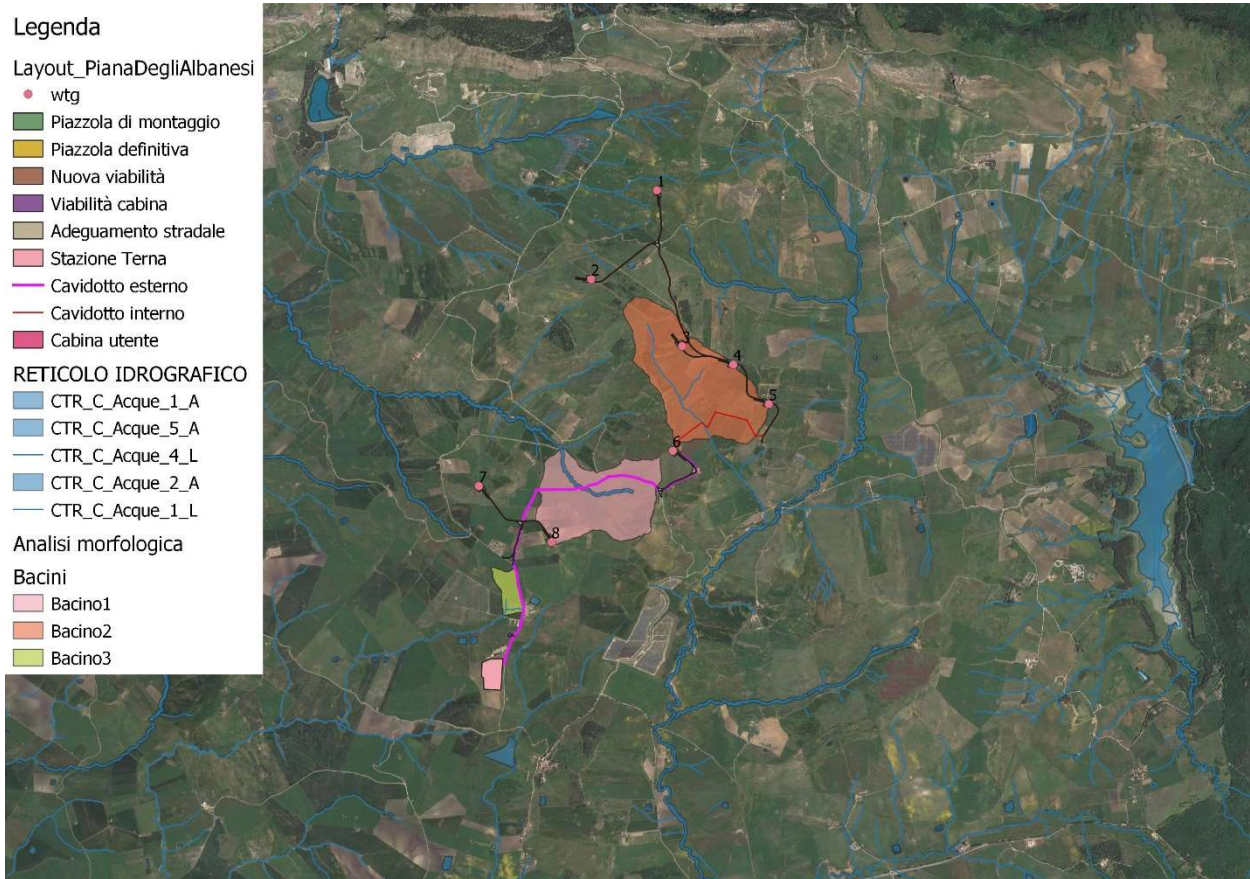 Legenda
Layout_PianaDegliAlbanesi
wtg
Piazzola di montaggio
Piazzola definitiva
Nuova viabilità
Viabilità cabina
Adeguamento stradale
Stazione Terna
Cavidotto esterno
Cavidotto interno
Cabina utente
RETICOLO IDROGRAFICO
CTR_C_Acque_1_A
CTR_C_Acque_5_A
CTR_C_Acque_4_L
CTR_C_Acque_2_A
CTR_C_Acque_1_L
Analisi morfologica
Bacini
Bacino1
Bacino2
Bacino3
1
2
3
4
5
6
7
8